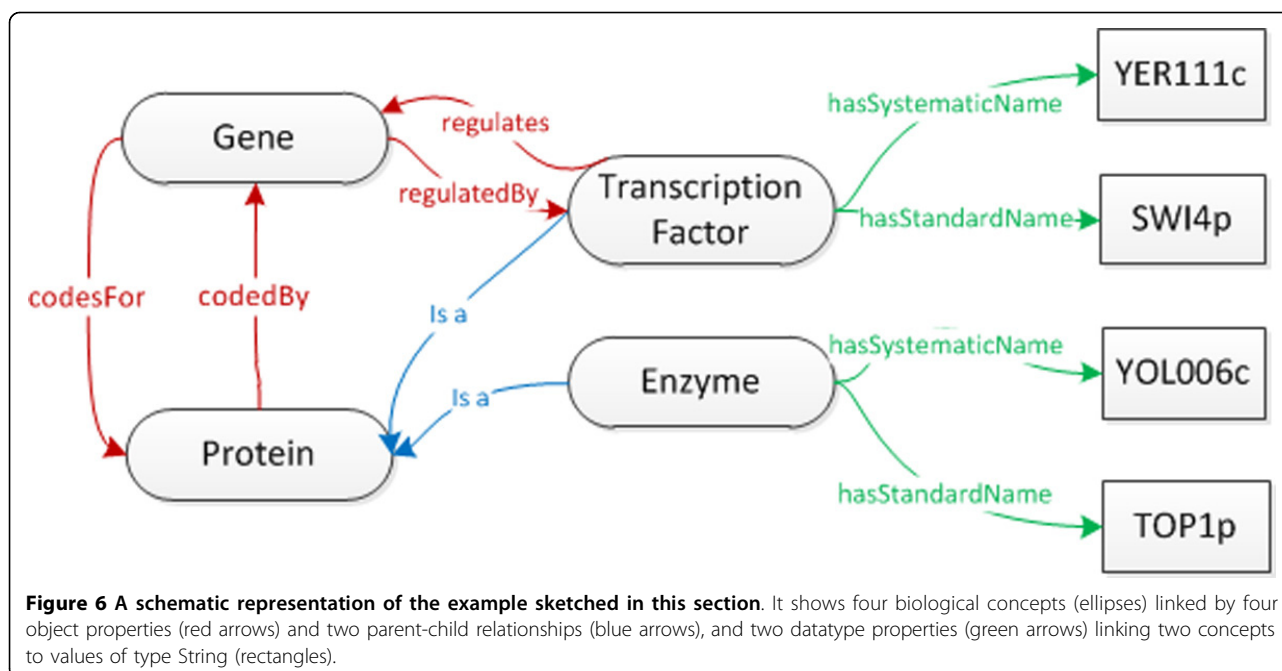 YER111c
hasSystematicName
Gene
regulates
regulatedBy
Transcription
Factor
hasStandardName
SWI4p
codesFor
codedBy
Is a
hasSystematicName
Enzyme
YOL006c
Is a
Protein
hasStandardName
TOP1p
Figure 6 A schematic representation of the example sketched in this section. It shows four biological concepts (ellipses) linked by four
object properties (red arrows) and two parent-child relationships (blue arrows), and two datatype properties (green arrows) linking two concepts
to values of type String (rectangles).